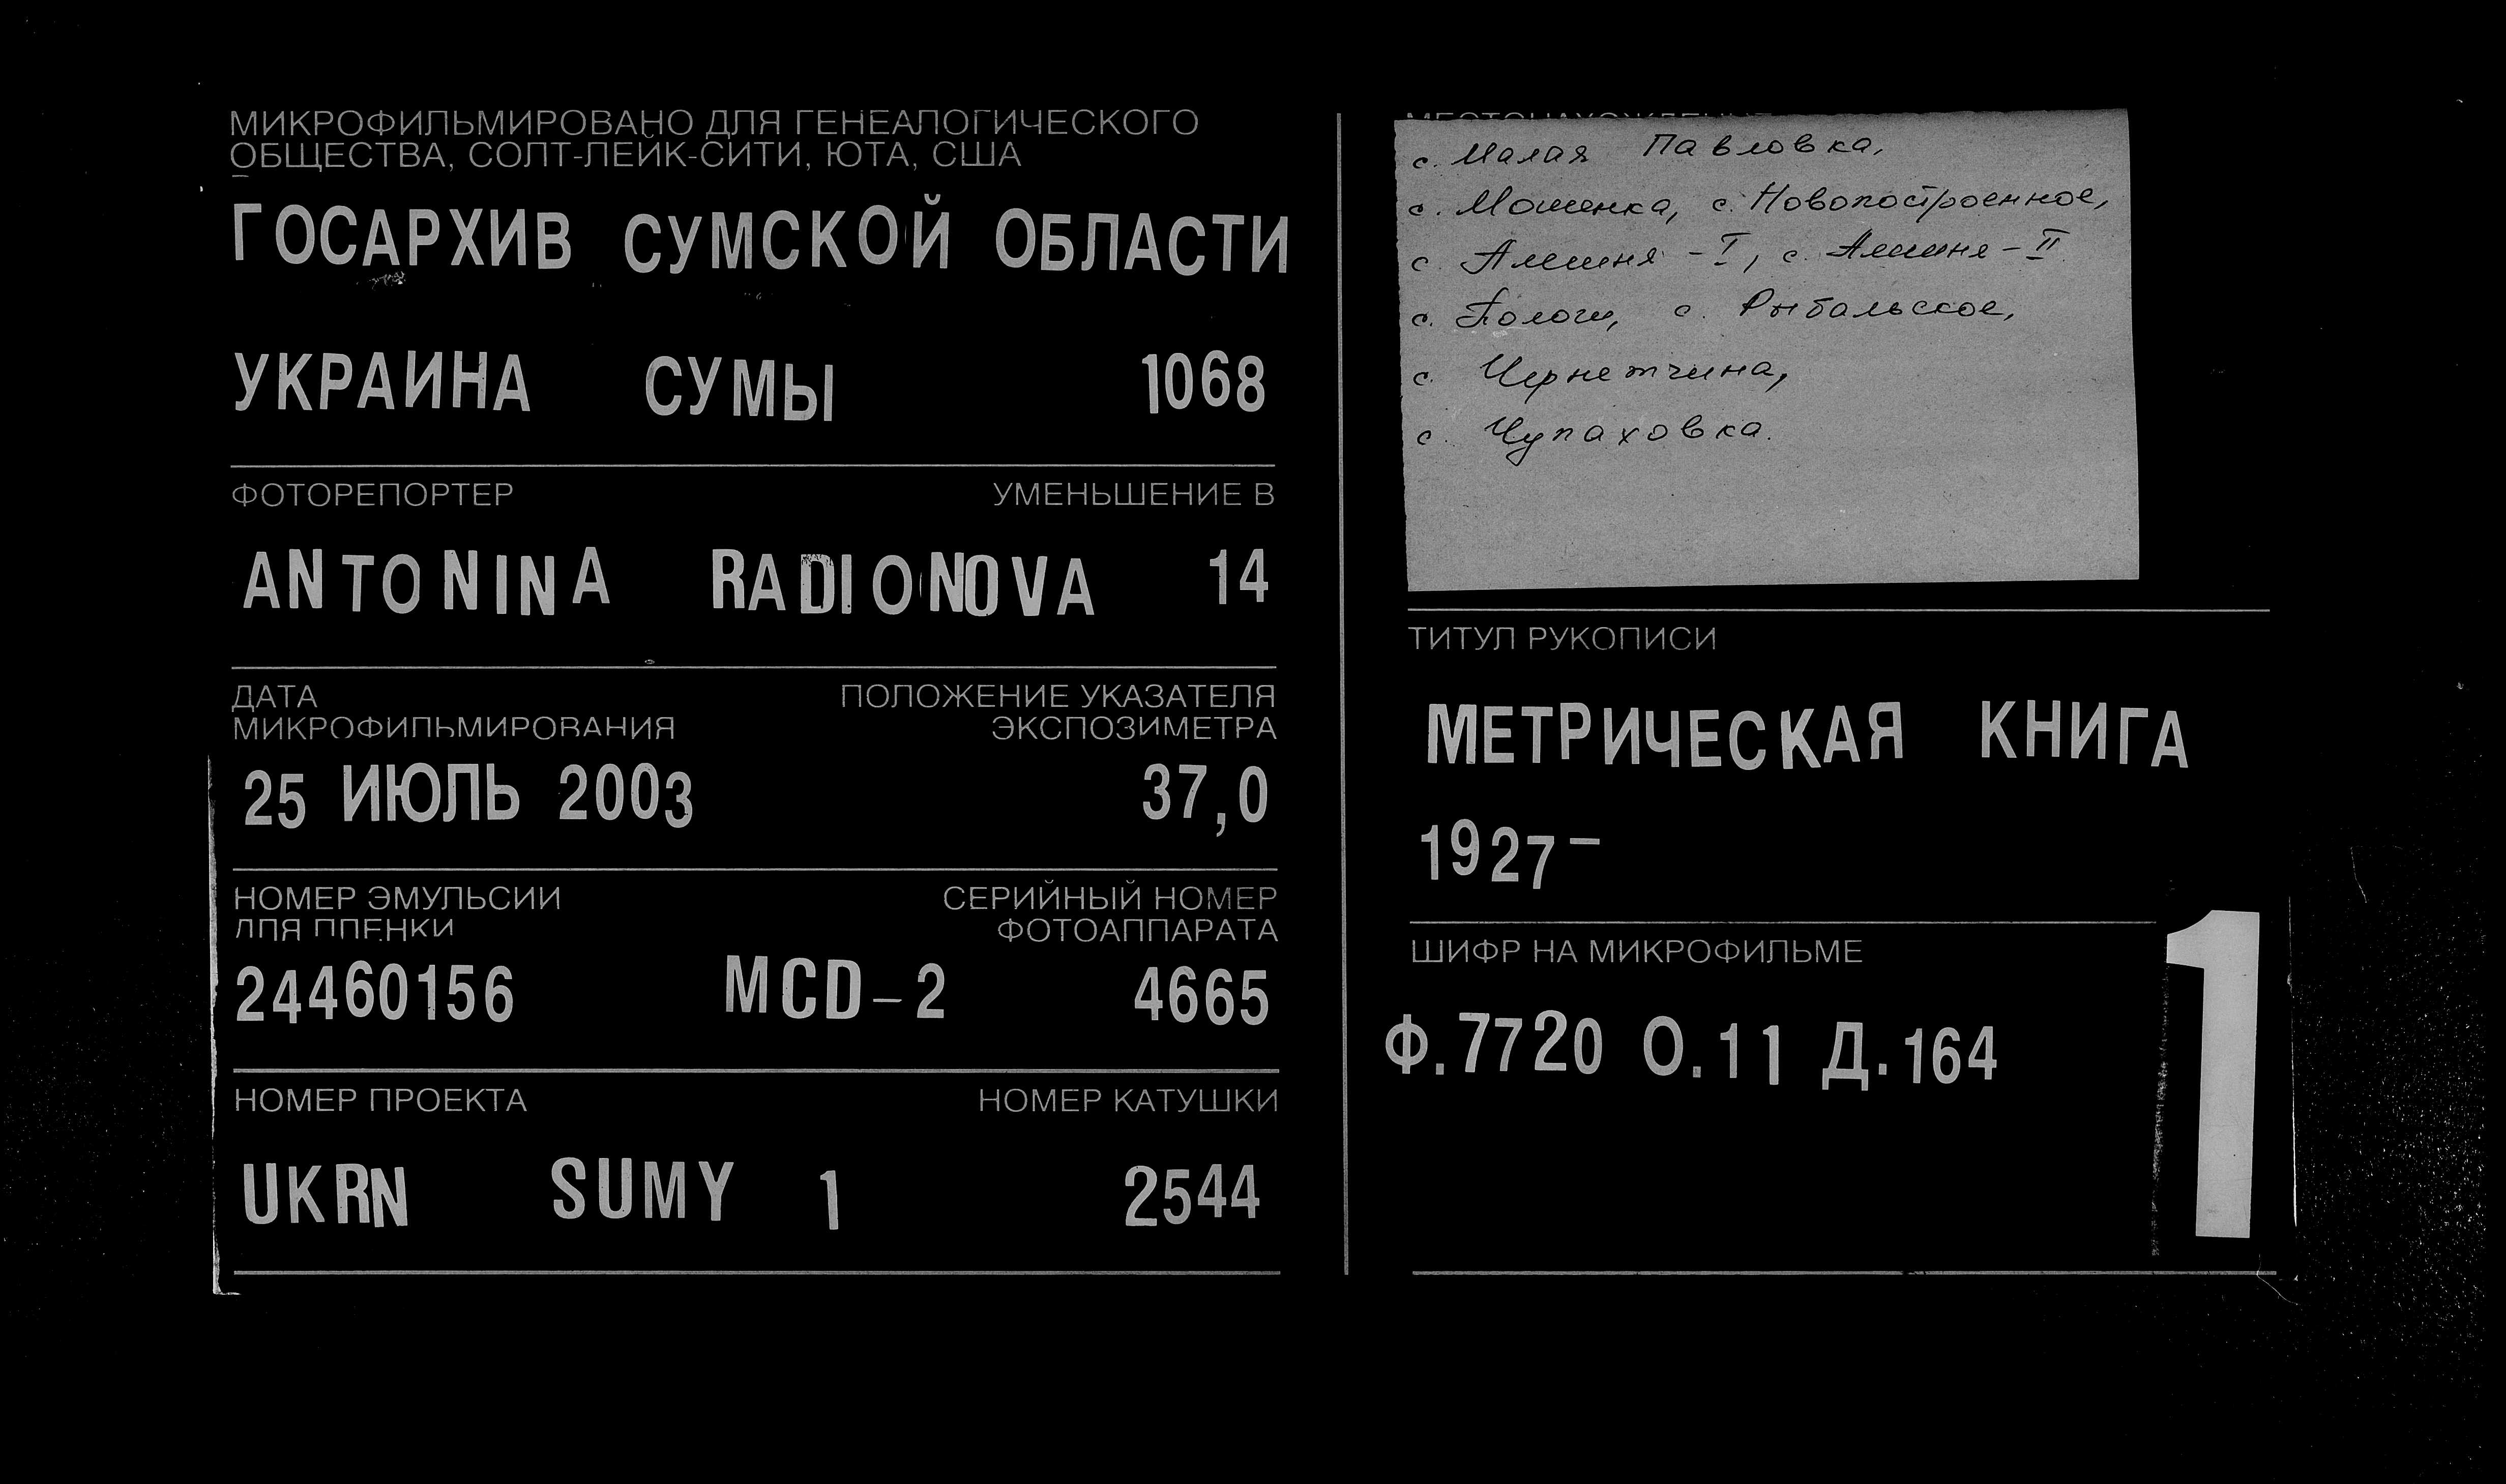 МИКРОФИЛЬМИРОВАНО ДЛЯ ГЕНЕАЛОГИЧЕСКОГО
ОБЩЕСТВА, СОЛТ-ЛЕЙК-СИТИ, ЮТА, США
ГОСАРХИВ СУМСКОЙ ОБЛАСТИ
УКРАИНА СУМЫ 1068
ФОТОРЕПОРТЕР УМЕНЬШЕНИЕ В
ANTONINA RADIONOVA 14
ДАТА ПОЛОЖЕНИЕ УКАЗАТЕЛЯ
МИКРОФИЛЬМИРОВАНИЯ ЭКСПОЗИМЕТРА
25 ИЮЛЬ 2003 37,0
НОМЕР ЭМУЛЬСИИ СЕРИЙНЫЙ НОМЕР
ДЛЯ ПЛЕНКИ ФОТОАППАРАТА
24460156 MCD-2 4665
НОМЕР ПРОЕКТА НОМЕР КАТУШКИ
UKRN SUMY 1 2544
МЕСТОНАХОЖДЕНИЕ
с. Малая Павловка,
с. Мошенка, с. Новопостроенное,
с. Алешня - I, с. Алешня - II
с. Пологи, с. Рыбальское,
с. Чернетчина,
с. Чупаховка.
ТИТУЛ РУКОПИСИ
МЕТРИЧЕСКАЯ КНИГА
1927-
ШИФР НА МИКРОФИЛЬМЕ
Ф.7720 О.11 Д.164
1